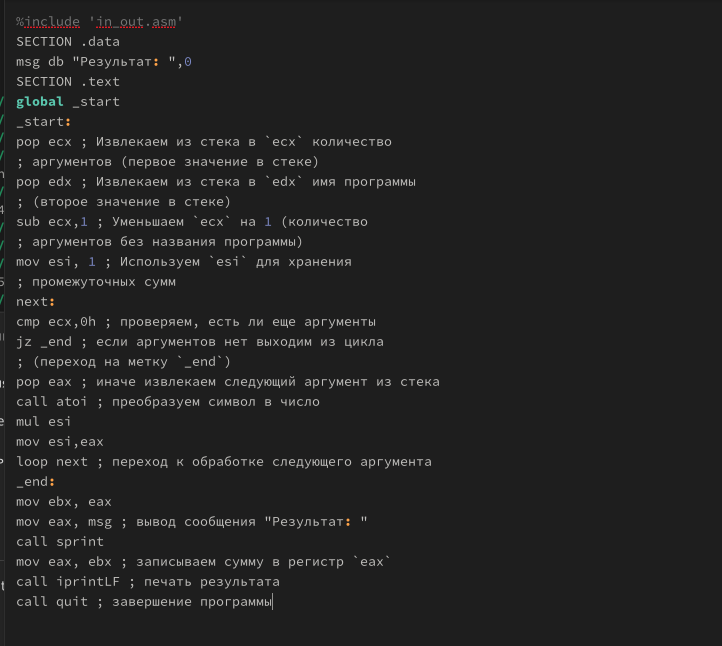 %include 'in_out.asm'
SECTION .data
msg db "Результат: ",0
SECTION .text
global _start
_start:
pop ecx ; Извлекаем из стека в `ecx` количество
; аргументов (первое значение в стеке)
pop edx ; Извлекаем из стека в `edx` имя программы
; (второе значение в стеке)
sub ecx,1 ; Уменьшаем `ecx` на 1 (количество
; аргументов без названия программы)
mov esi, 1 ; Используем `esi` для хранения
; промежуточных сумм
next:
cmp ecx,0h ; проверяем, есть ли еще аргументы
jz _end ; если аргументов нет выходим из цикла
; (переход на метку `_end`)
pop eax ; иначе извлекаем следующий аргумент из стека
call atoi ; преобразуем символ в число
mul esi
mov esi,eax
loop next ; переход к обработке следующего аргумента
_end:
mov ebx, eax
mov eax, msg ; вывод сообщения "Результат: "
call sprint
mov eax, ebx ; записываем сумму в регистр `eax`
call iprintLF ; печать результата
call quit ; завершение программы